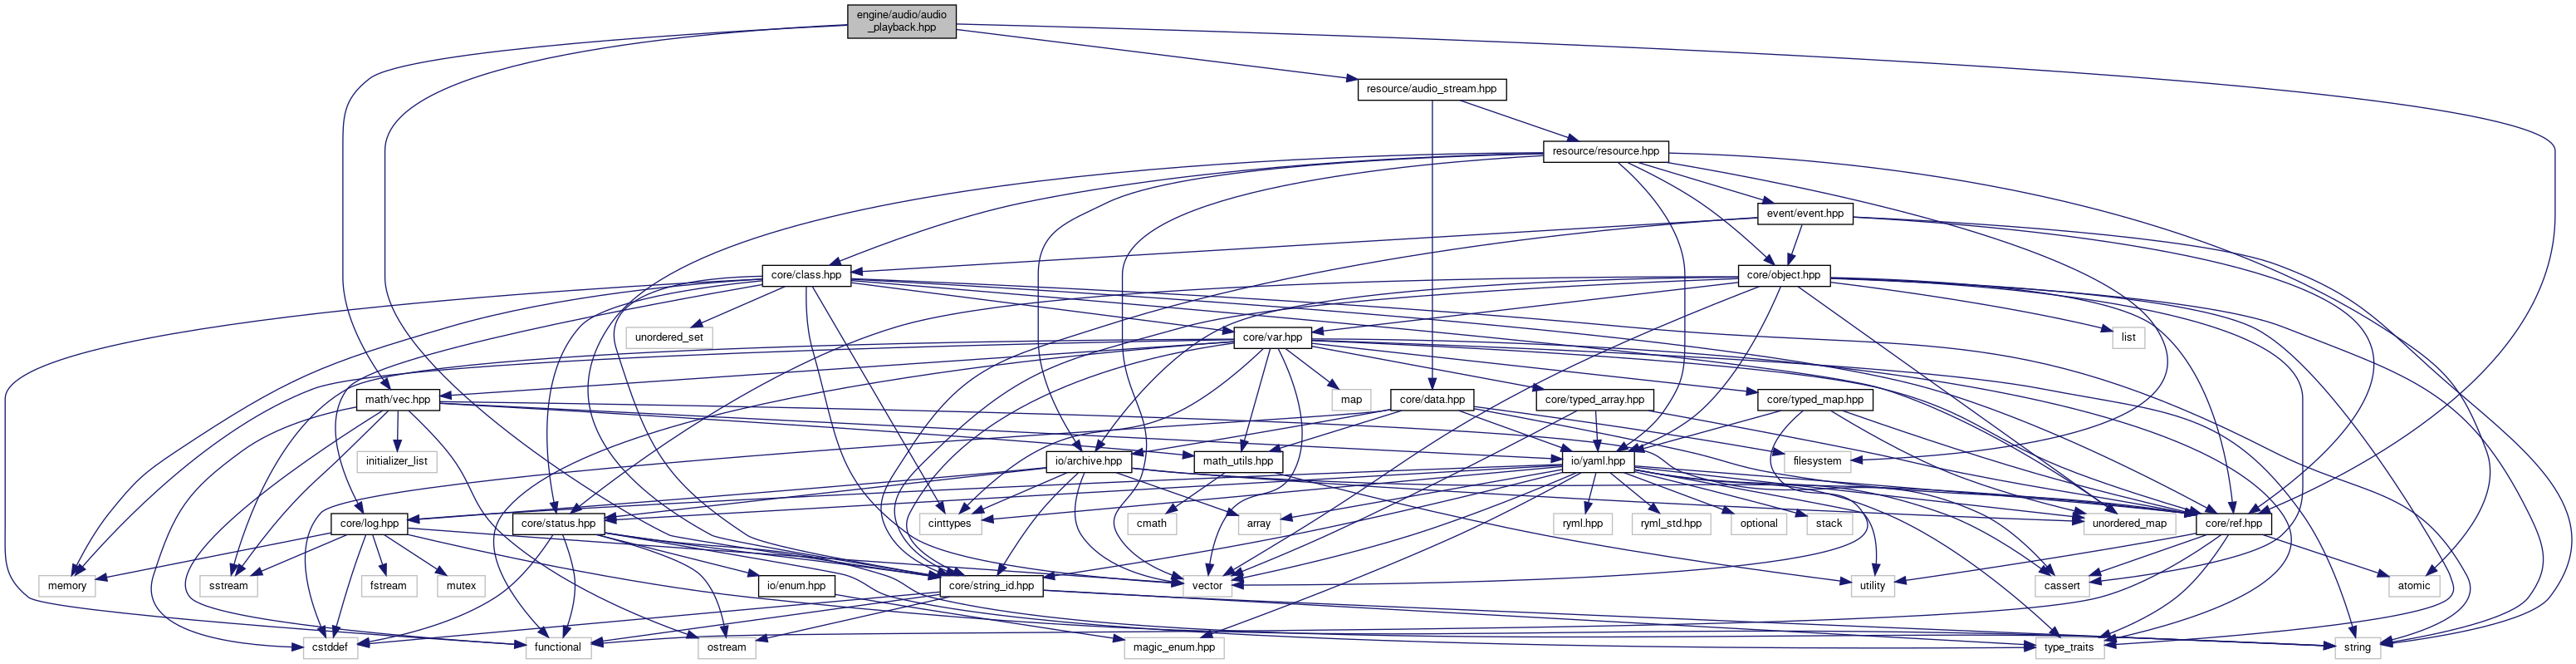 engine/audio/audio
_playback.hpp
resource/audio_stream.hpp
resource/resource.hpp
event/event.hpp
core/class.hpp
core/object.hpp
unordered_set
core/var.hpp
list
math/vec.hpp
map
core/data.hpp
core/typed_array.hpp
core/typed_map.hpp
initializer_list
io/archive.hpp
math_utils.hpp
io/yaml.hpp
filesystem
core/log.hpp
core/status.hpp
cinttypes
cmath
array
ryml.hpp
ryml_std.hpp
optional
stack
unordered_map
core/ref.hpp
memory
sstream
fstream
mutex
io/enum.hpp
core/string_id.hpp
vector
utility
cassert
atomic
cstddef
functional
ostream
magic_enum.hpp
type_traits
string